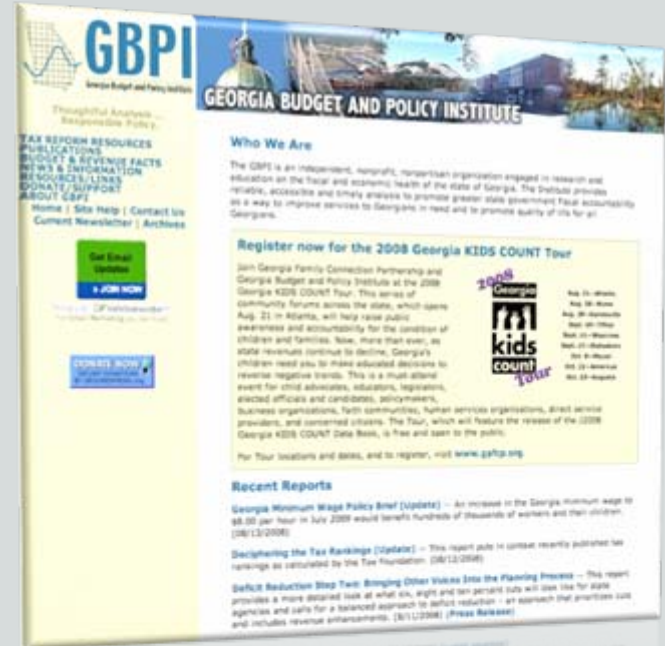 GBPI
Georgia Budget and Policy Institute
Thoughtful Analysis ...
Responsible Policy.
TAX REFORM RESOURCES
PUBLICATIONS
BUDGET & REVENUE FACTS
NEWS & INFORMATION
RESOURCES/LINKS
DONATE/SUPPORT
ABOUT GBPI
Home | Site Help | Contact Us
Current Newsletter | Archives
Get Email
Updates
JOIN NOW
DONATE NOW
GEORGIA BUDGET AND POLICY INSTITUTE
Who We Are
The GBPI is an independent, nonprofit, nonpartisan organization engaged in research and
education on the fiscal and economic health of the state of Georgia. The Institute provides
reliable, accessible and timely analysis to promote greater state government fiscal accountability
as a way to improve services to Georgians in need and to promote quality of life for all
Georgians.
Register now for the 2008 Georgia KIDS COUNT Tour
Join Georgia Family Connection Partnership and
Georgia Budget and Policy Institute at the 2008
Georgia KIDS COUNT Tour. This series of
community forums across the state, which opens
Aug. 21 in Atlanta, will help raise public
awareness and accountability for the condition of
children and families. Now, more than ever, as
state revenues continue to decline, Georgia's
children need you to make educated decisions to
reverse negative trends. This is a must attend
event for child advocates, educators, legislators,
elected officials and candidates, policymakers,
business organizations, faith communities, human services organizations, direct service
providers, and concerned citizens. The Tour, which will feature the release of the 2008
Georgia KIDS COUNT Data Book, is free and open to the public.
For Tour locations and dates, and to register, visit www.gafcp.org
2008
Georgia
kids
count
Tour
Aug. 21—Atlanta
Recent Reports
Georgia Minimum Wage Policy Brief (Update) — An increase in the Georgia minimum wage to
$8.00 per hour in July 2009 would benefit hundreds of thousands of workers and their children.
(08/13/2008)
Deciphering the Tax Rankings (Update) — This report puts in context recently published tax
rankings as calculated by the Tax Foundation. (08/12/2008)
Deficit Reduction Step Two: Bringing Other Voices Into the Planning Process — This report
provides a more detailed look at what six, eight and ten percent cuts will look like for state
agencies and calls for a balanced approach to deficit reduction - an approach that prioritizes cuts
and includes revenue enhancements. (8/11/2008) (Press Release)